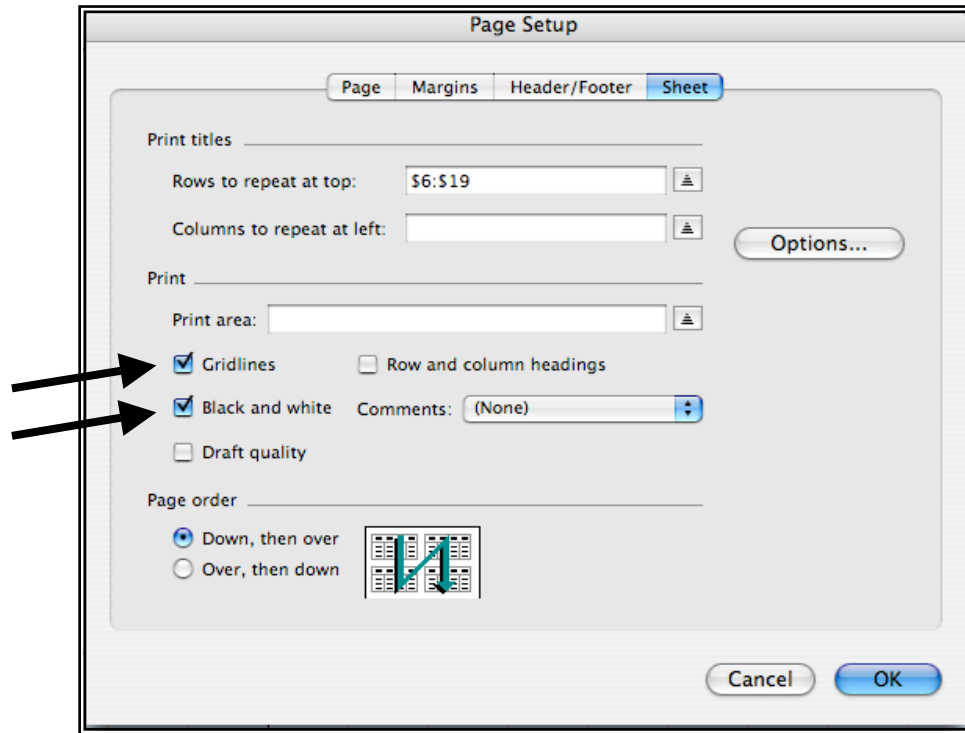 Page Setup
Page Margins Header/Footer Sheet
Print titles
Rows to repeat at top: $6:$19
Columns to repeat at left:
Options...
Print
Print area:
Gridlines Row and column headings
Black and white Comments: (None)
Draft quality
Page order
Down, then over
Over, then down
Cancel OK